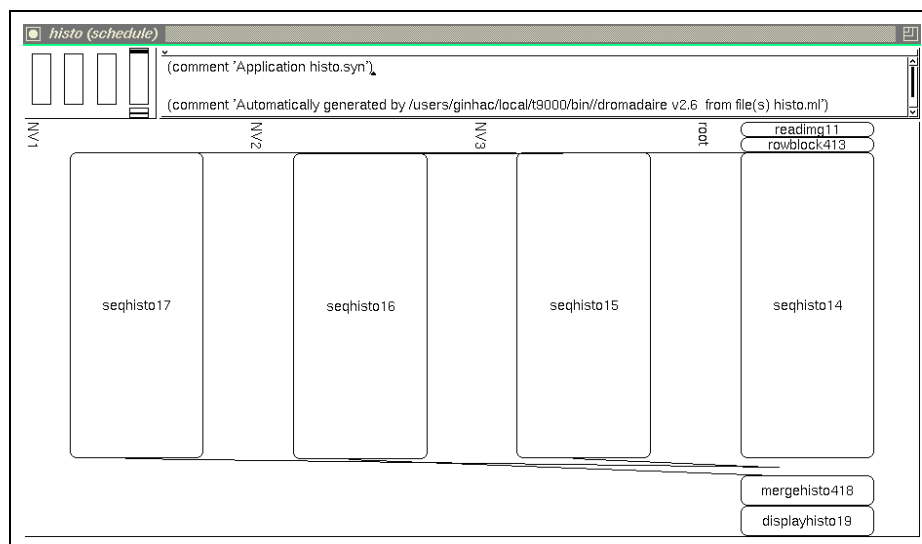 histo (schedule)
(comment 'Application histo.syn')
(comment 'Automatically generated by /users/ginhac/local/t9000/bin//dromadaire v2.6 from file(s) histo.ml')
NV1
NV2
NV3
root
readimg11
rowblock413
seqhisto17
seqhisto16
seqhisto15
seqhisto14
mergehisto418
displayhisto19